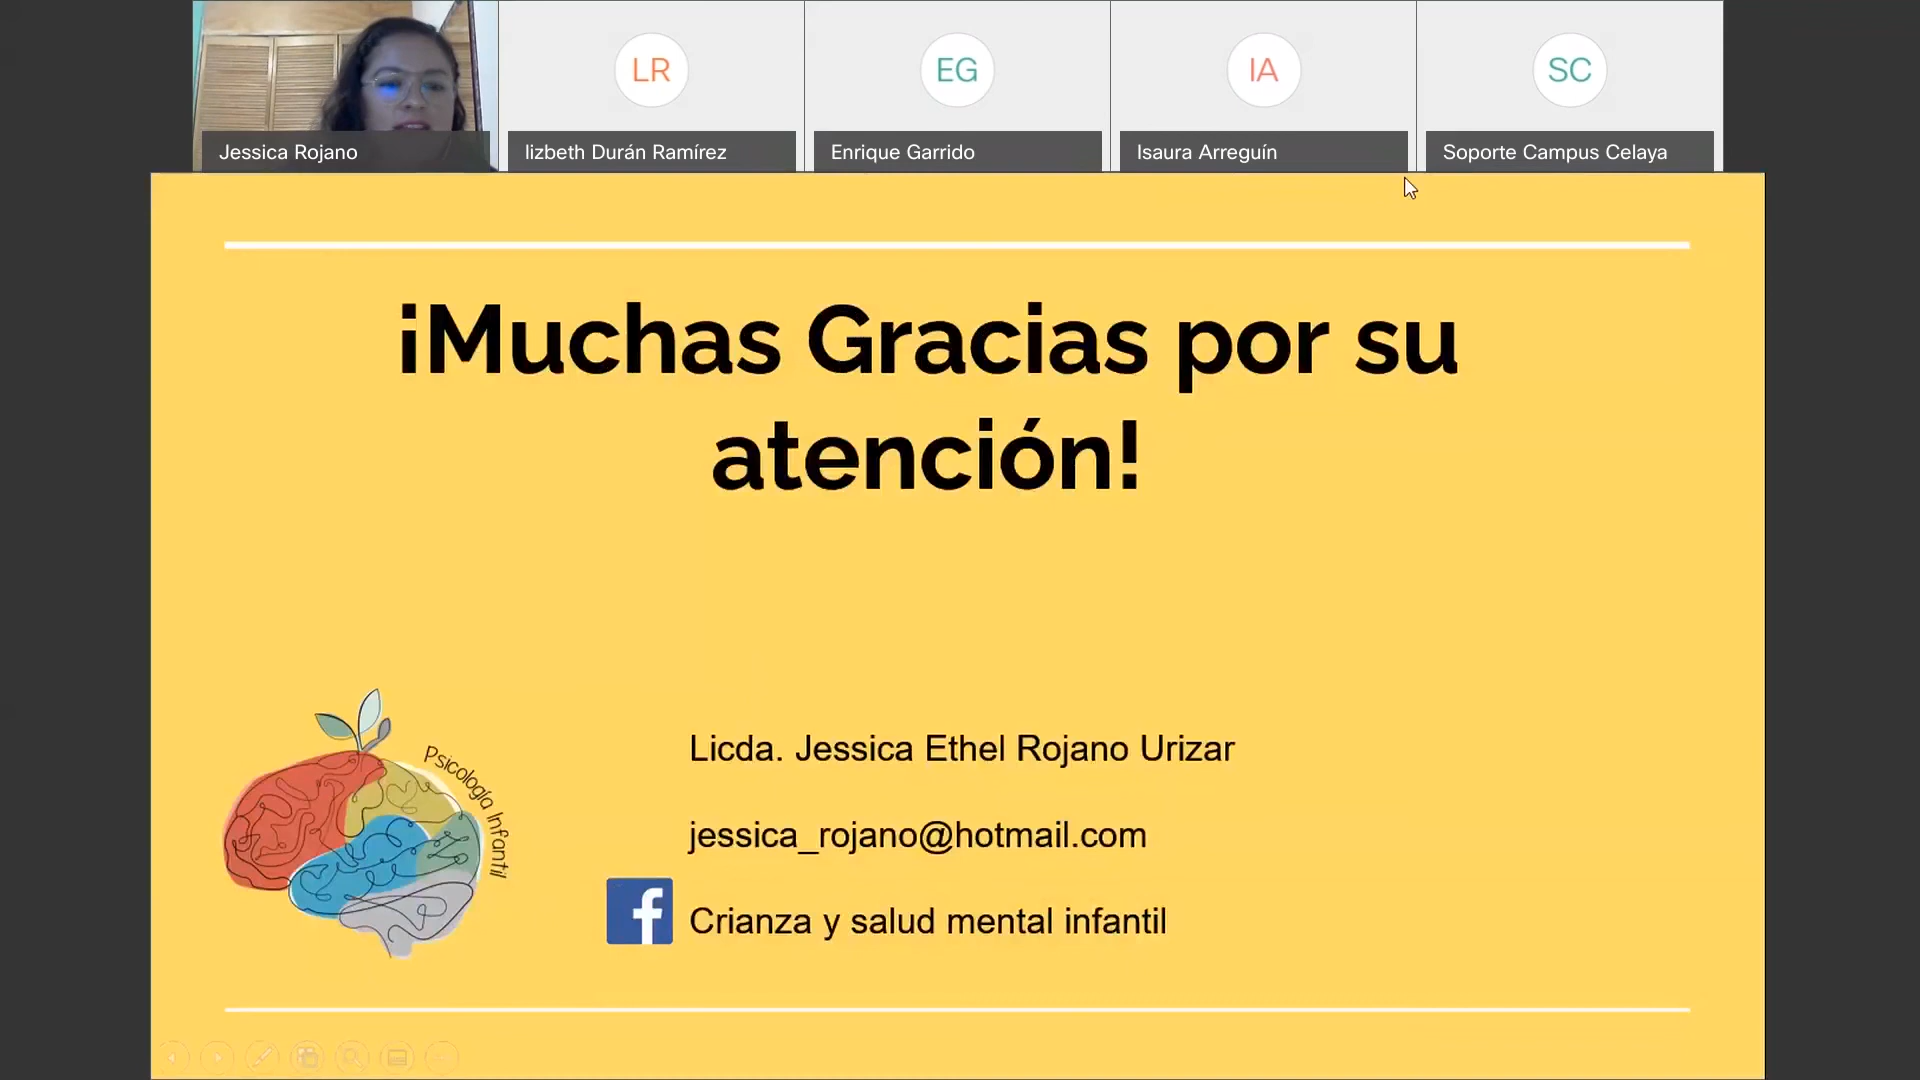 LR
EG
IA
SC
Jessica Rojano
lizbeth Durán Ramírez
Enrique Garrido
Isaura Arreguín
Soporte Campus Celaya
¡Muchas Gracias por su
atención!
Psicología Infantil
Licda. Jessica Ethel Rojano Urizar
jessica_rojano@hotmail.com
f
Crianza y salud mental infantil